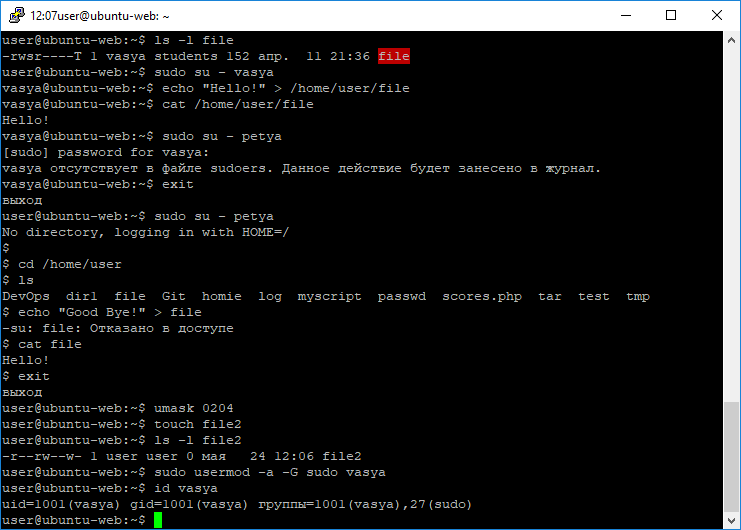 12:07user@ubuntu-web: ~
user@ubuntu-web:~$ ls -l file
-rwsr----T 1 vasya students 152 апр.  11 21:36 file
user@ubuntu-web:~$ sudo su - vasya
vasya@ubuntu-web:~$ echo "Hello!" > /home/user/file
vasya@ubuntu-web:~$ cat /home/user/file
Hello!
vasya@ubuntu-web:~$ sudo su - petya
[sudo] password for vasya:
vasya отсутствует в файле sudoers. Данное действие будет занесено в журнал.
vasya@ubuntu-web:~$ exit
выход
user@ubuntu-web:~$ sudo su - petya
No directory, logging in with HOME=/
$
$ cd /home/user
$ ls
DevOps  dir1  file  Git  homie  log  myscript  passwd  scores.php  tar  test  tmp
$ echo "Good Bye!" > file
-su: file: Отказано в доступе
$ cat file
Hello!
$ exit
выход
user@ubuntu-web:~$ umask 0204
user@ubuntu-web:~$ touch file2
user@ubuntu-web:~$ ls -l file2
-r--rw--w- 1 user user 0 мая   24 12:06 file2
user@ubuntu-web:~$ sudo usermod -a -G sudo vasya
user@ubuntu-web:~$ id vasya
uid=1001(vasya) gid=1001(vasya) группы=1001(vasya),27(sudo)
user@ubuntu-web:~$